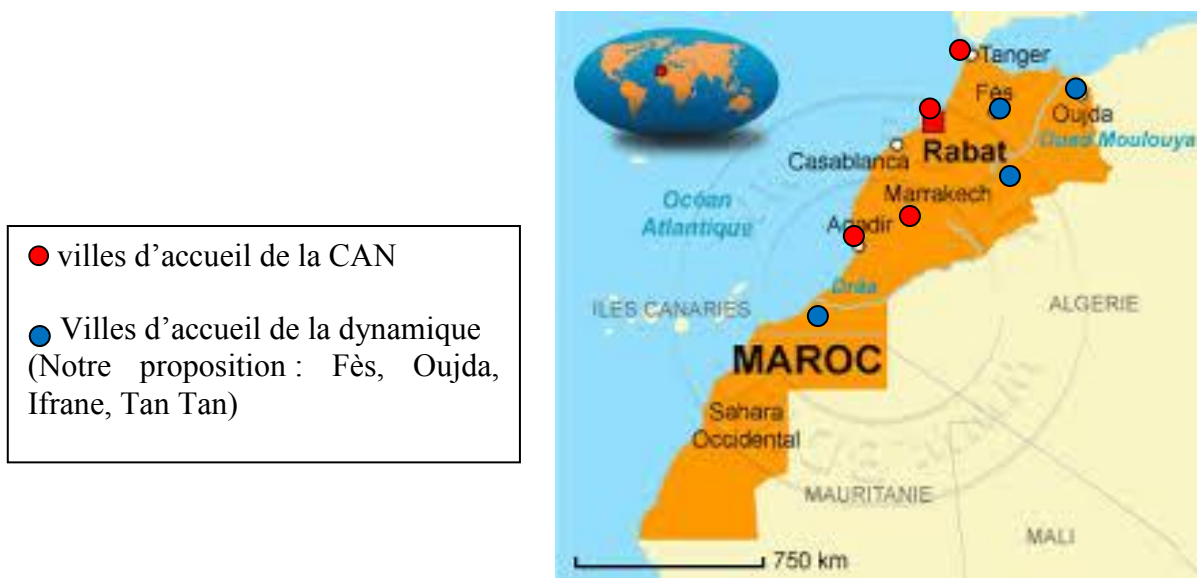 villes d'accueil de la CAN
Villes d'accueil de la dynamique
(Notre proposition : Fès, Oujda,
Ifrane, Tan Tan)
Tanger
Fès
Oujda
Oued Moulouya
Rabat
Casablanca
Océan
Atlantique
Marrakech
Agadir
Drâa
ILES CANARIES
ALGERIE
MAROC
Sahara
Occidental
MAURITANIE
MALI
750 km